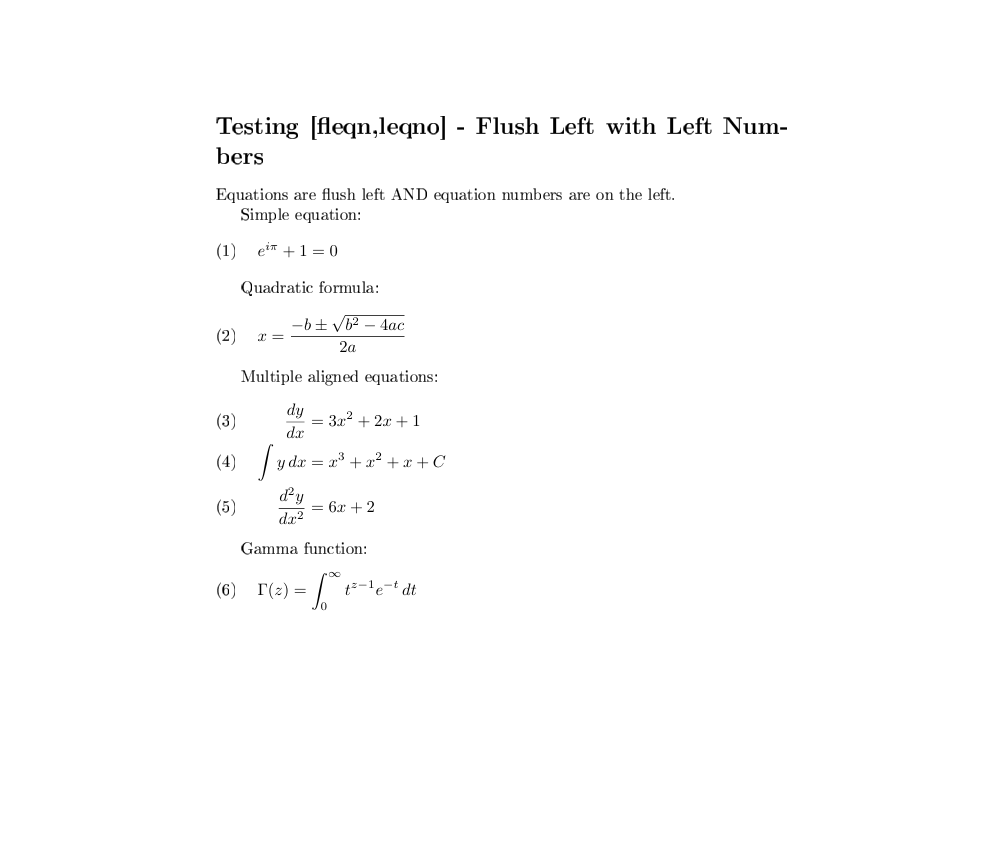 Testing [fleqn,leqno] - Flush Left with Left Num-
bers
Equations are flush left AND equation numbers are on the left.
Simple equation:
(1) $e^{i\pi} + 1 = 0$
Quadratic formula:
(2) $x = \frac{-b \pm \sqrt{b^2 - 4ac}}{2a}$
Multiple aligned equations:
(3) $\frac{dy}{dx} = 3x^2 + 2x + 1$
(4) $\int y \, dx = x^3 + x^2 + x + C$
(5) $\frac{d^2y}{dx^2} = 6x + 2$
Gamma function:
(6) $\Gamma(z) = \int_0^\infty t^{z-1} e^{-t} \, dt$